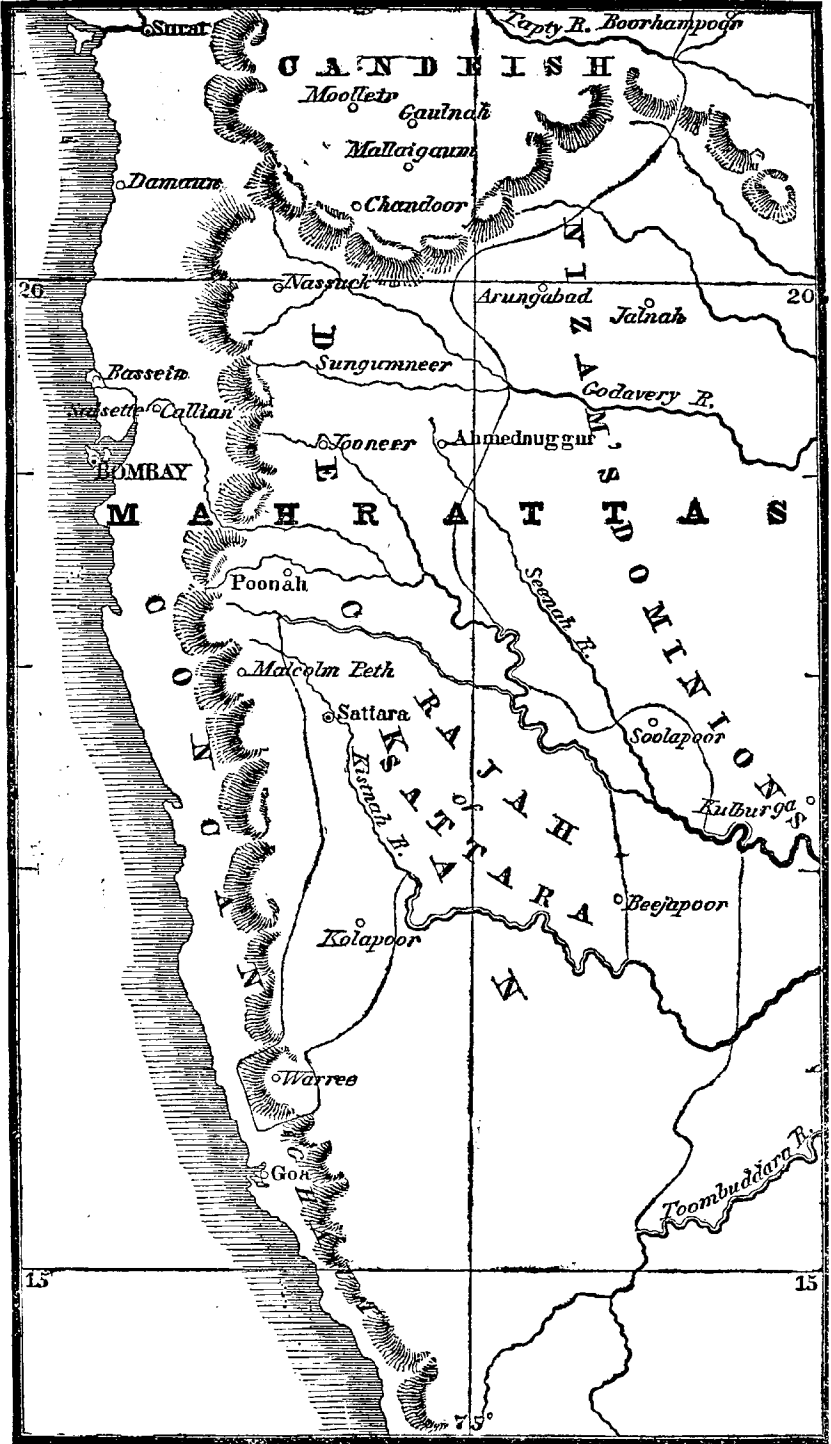 Surat
Tapty R. Boorhampoor
CANDEISH
Moolleir
Gaulnah
Mallaigaum
Damaun
Chandoor
20
Nassuck
Arungabad
20
Jalnah
Bassein
Sungumneer
Godavery R.
Salsette
Callian
Jooneer
Ahmednuggur
BOMBAY
MAHRATTAS
NIZAM'S DOMINIONS
Poonah
Seenah R.
CONCAN
DECKAN
Malcolm Peth
Sattara
RAJAH
of
SATTARA
Soolapoor
Kistnah R.
Kulburga
Beejapoor
Kolapoor
Warree
Goa
Toombuddara R.
15
15
75°